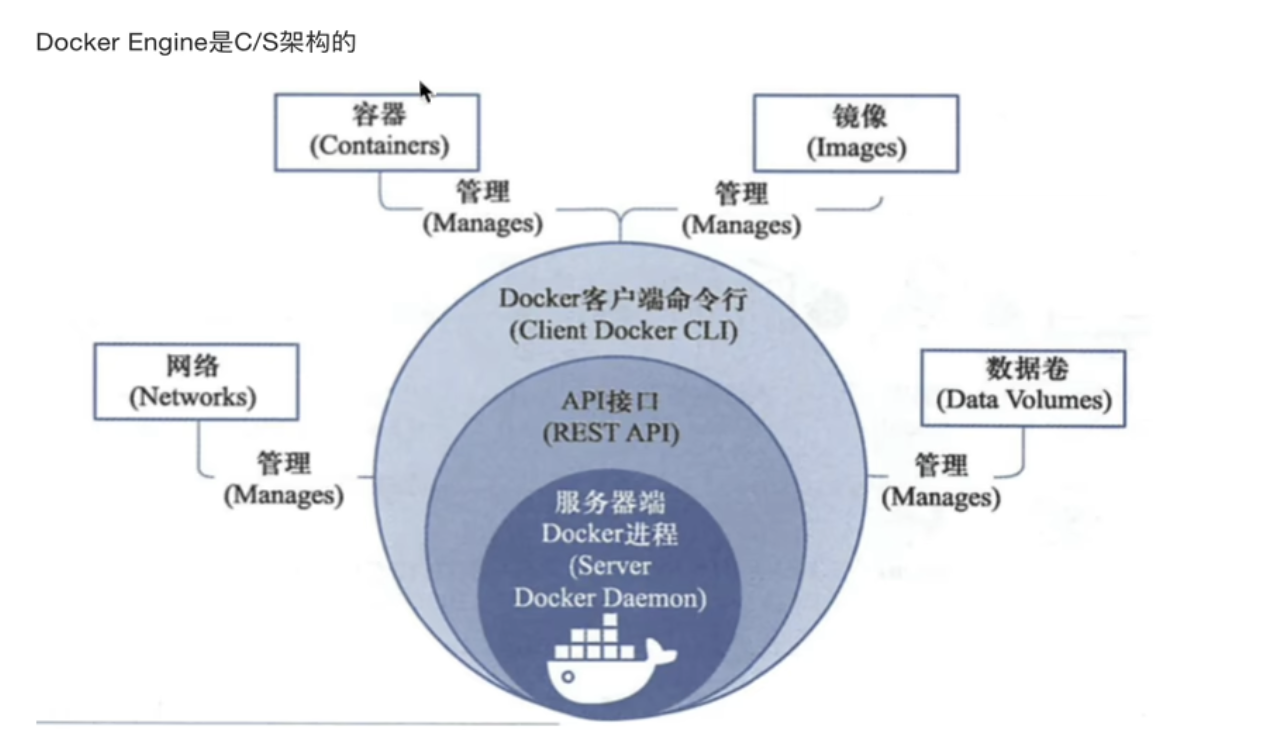 Docker Engine是C/S架构的
容器
(Containers)
镜像
(Images)
管理
(Manages)
管理
(Manages)
Docker客户端命令行
(Client Docker CLI)
网络
(Networks)
数据卷
(Data Volumes)
API接口
(REST API)
管理
(Manages)
管理
(Manages)
服务器端
Docker进程
(Server
Docker Daemon)